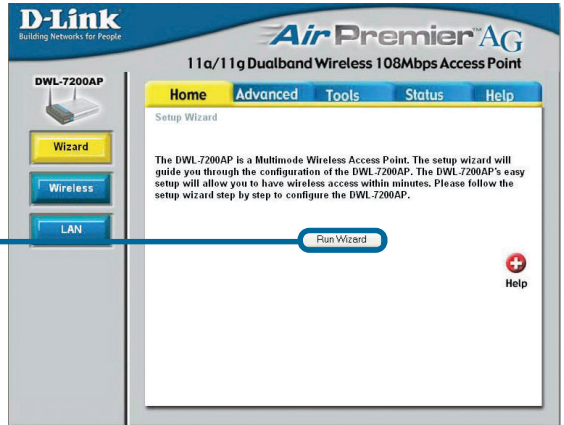 D-Link
Building Networks for People
Air Premier™AG
11a/11g Dualband Wireless 108Mbps Access Point
DWL-7200AP
Home Advanced Tools Status Help
Wizard
Wireless
LAN
Setup Wizard
The DWL-7200AP is a Multimode Wireless Access Point. The setup wizard will
guide you through the configuration of the DWL-7200AP. The DWL-7200AP's easy
setup will allow you to have wireless access within minutes. Please follow the
setup wizard step by step to configure the DWL-7200AP.
Run Wizard
Help